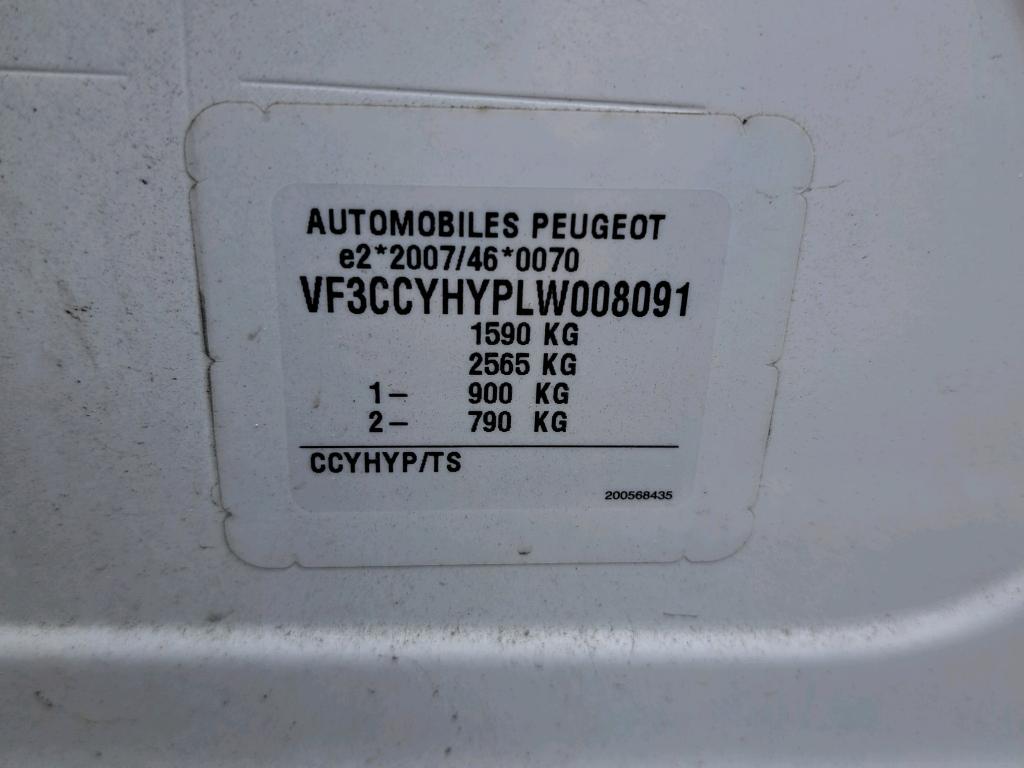 AUTOMOBILES PEUGEOT
e2*2007/46*0070
VF3CCYHYPLW008091
1590 KG
2565 KG
1- 900 KG
2- 790 KG
CCYHYP/TS
200568435